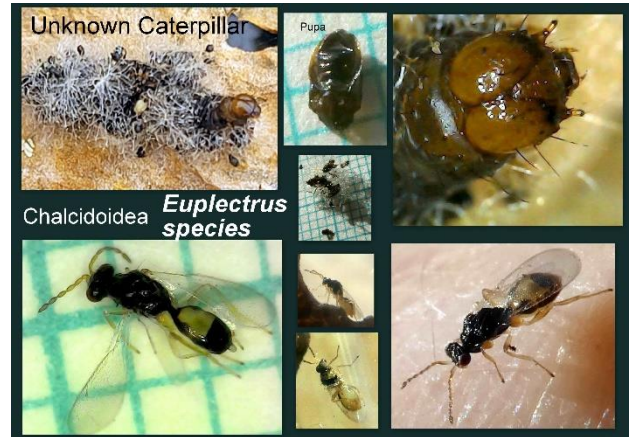 Unknown Caterpillar
Pupa
Chalcidoidea
Euplectrus
species